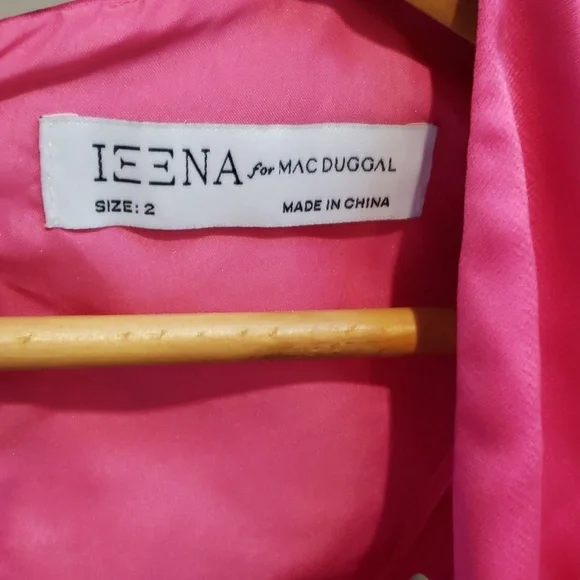 IEENA for MAC DUGGAL
SIZE: 2 MADE IN CHINA